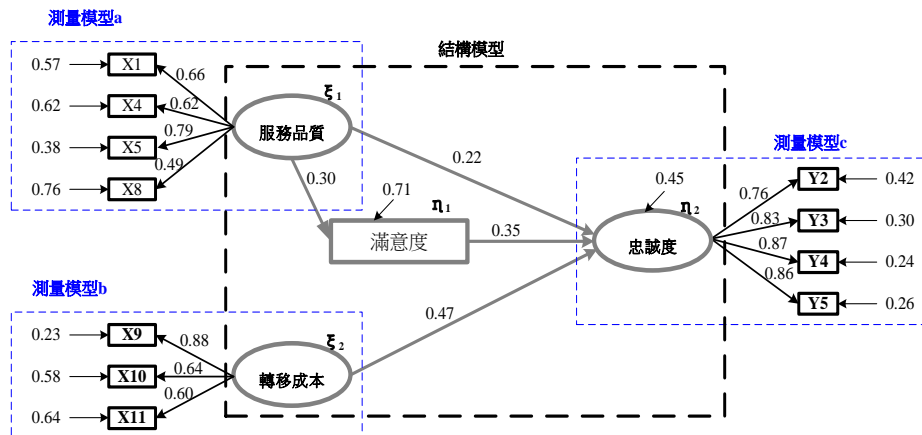 測量模型a
0.57 X1 0.66
0.62 X4 0.62
0.38 X5 0.79
0.76 X8 0.49
結構模型
ξ1
服務品質
0.22
0.30
0.71
η1
滿意度
0.35
0.47
測量模型c
0.45
η2
忠誠度
0.76 Y2 0.42
0.83 Y3 0.30
0.87 Y4 0.24
0.86 Y5 0.26
測量模型b
0.23 X9 0.88
0.58 X10 0.64
0.64 X11 0.60
ξ2
轉移成本